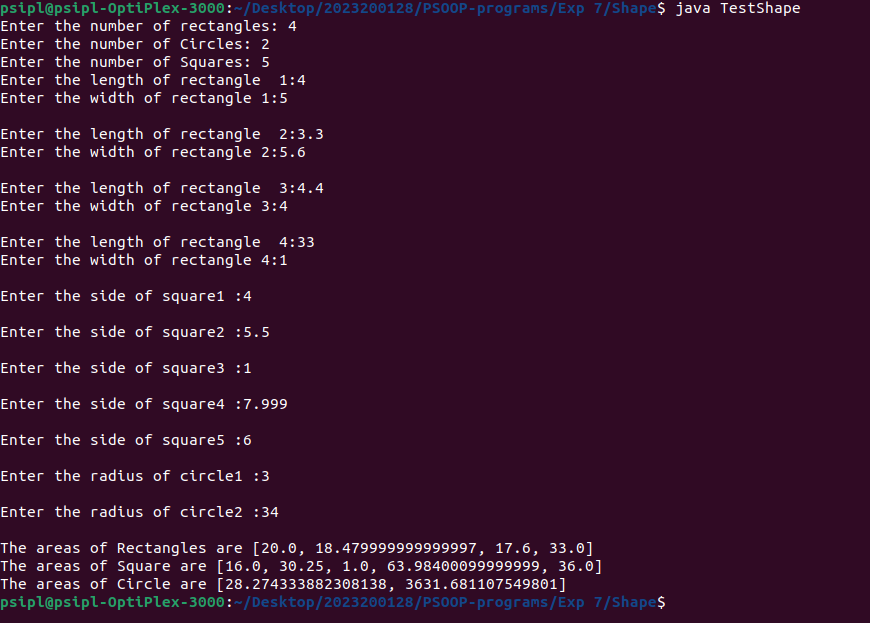 psipl@psipl-OptiPlex-3000:~/Desktop/2023200128/PSOOP-programs/Exp 7/Shape$ java TestShape
Enter the number of rectangles: 4
Enter the number of Circles: 2
Enter the number of Squares: 5
Enter the length of rectangle  1:4
Enter the width of rectangle 1:5
Enter the length of rectangle  2:3.3
Enter the width of rectangle 2:5.6
Enter the length of rectangle  3:4.4
Enter the width of rectangle 3:4
Enter the length of rectangle  4:33
Enter the width of rectangle 4:1
Enter the side of square1 :4
Enter the side of square2 :5.5
Enter the side of square3 :1
Enter the side of square4 :7.999
Enter the side of square5 :6
Enter the radius of circle1 :3
Enter the radius of circle2 :34
The areas of Rectangles are [20.0, 18.479999999999997, 17.6, 33.0]
The areas of Square are [16.0, 30.25, 1.0, 63.98400099999999, 36.0]
The areas of Circle are [28.274333882308138, 3631.681107549801]
psipl@psipl-OptiPlex-3000:~/Desktop/2023200128/PSOOP-programs/Exp 7/Shape$